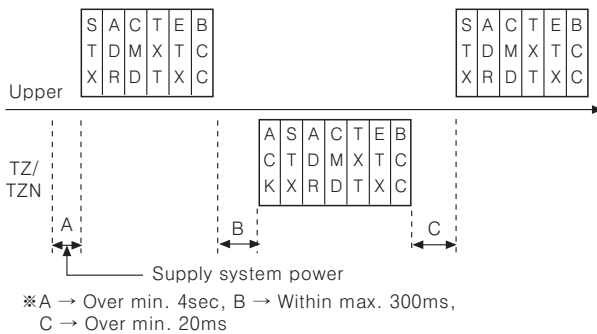 S A C T E B
T D M X T C
X R D T X C
S A C T E B
T D M X T C
X R D T X C
Upper
A S A C T E B
C T D M X T C
K X R D T X C
TZ/
TZN
A
B
C
Supply system power
※A → Over min. 4sec, B → Within max. 300ms,
C → Over min. 20ms